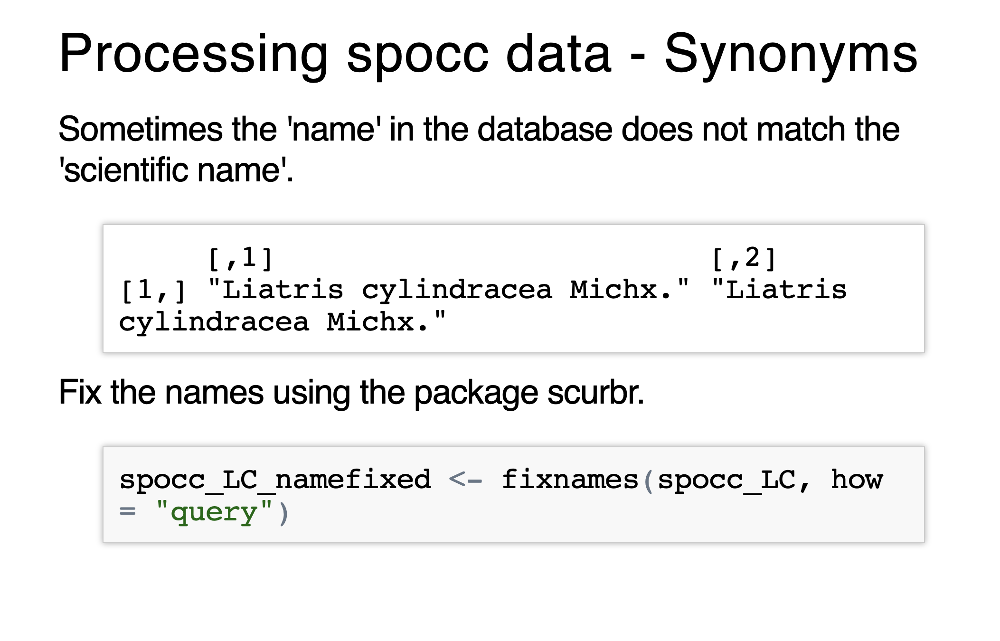 Processing spocc data - Synonyms
Sometimes the 'name' in the database does not match the
'scientific name'.
[,1] [,2]
[1,] "Liatris cylindracea Michx." "Liatris
cylindracea Michx."
Fix the names using the package scurbr.
spocc_LC_namefixed <- fixnames(spocc_LC, how
= "query")